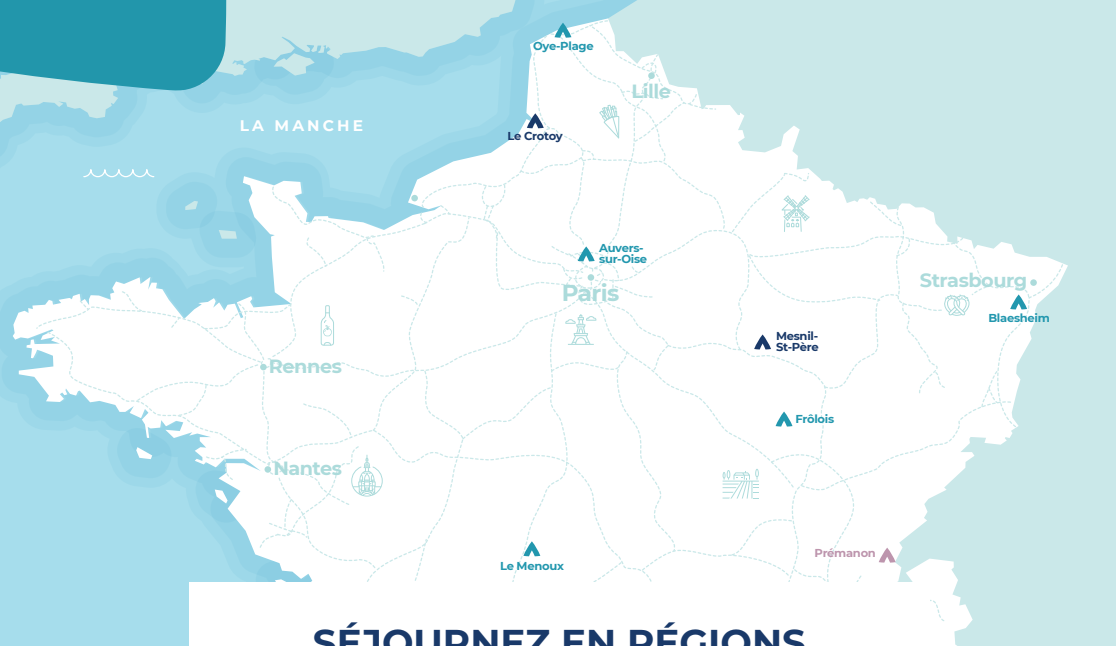 Oye-Plage
Lille
LA MANCHE
Le Crotoy
Auvers-
sur-Oise
Paris
Strasbourg
Blaesheim
Mesnil-
St-Père
Rennes
Frôlois
Nantes
Prémanon
Le Menoux
SÉJOURNEZ EN RÉGIONS